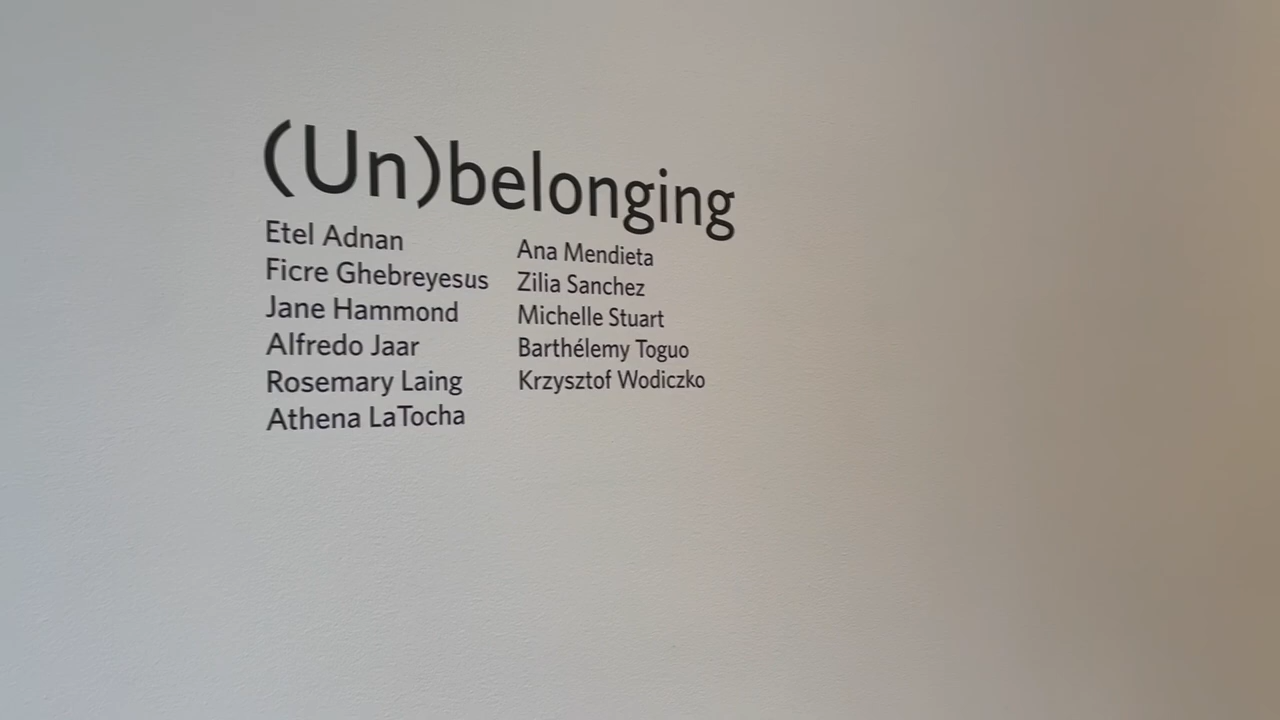 (Un)belonging
Etel Adnan
Ficre Ghebreyesus
Jane Hammond
Alfredo Jaar
Rosemary Laing
Athena LaTocha
Ana Mendieta
Zilia Sanchez
Michelle Stuart
Barthélemy Toguo
Krzysztof Wodiczko